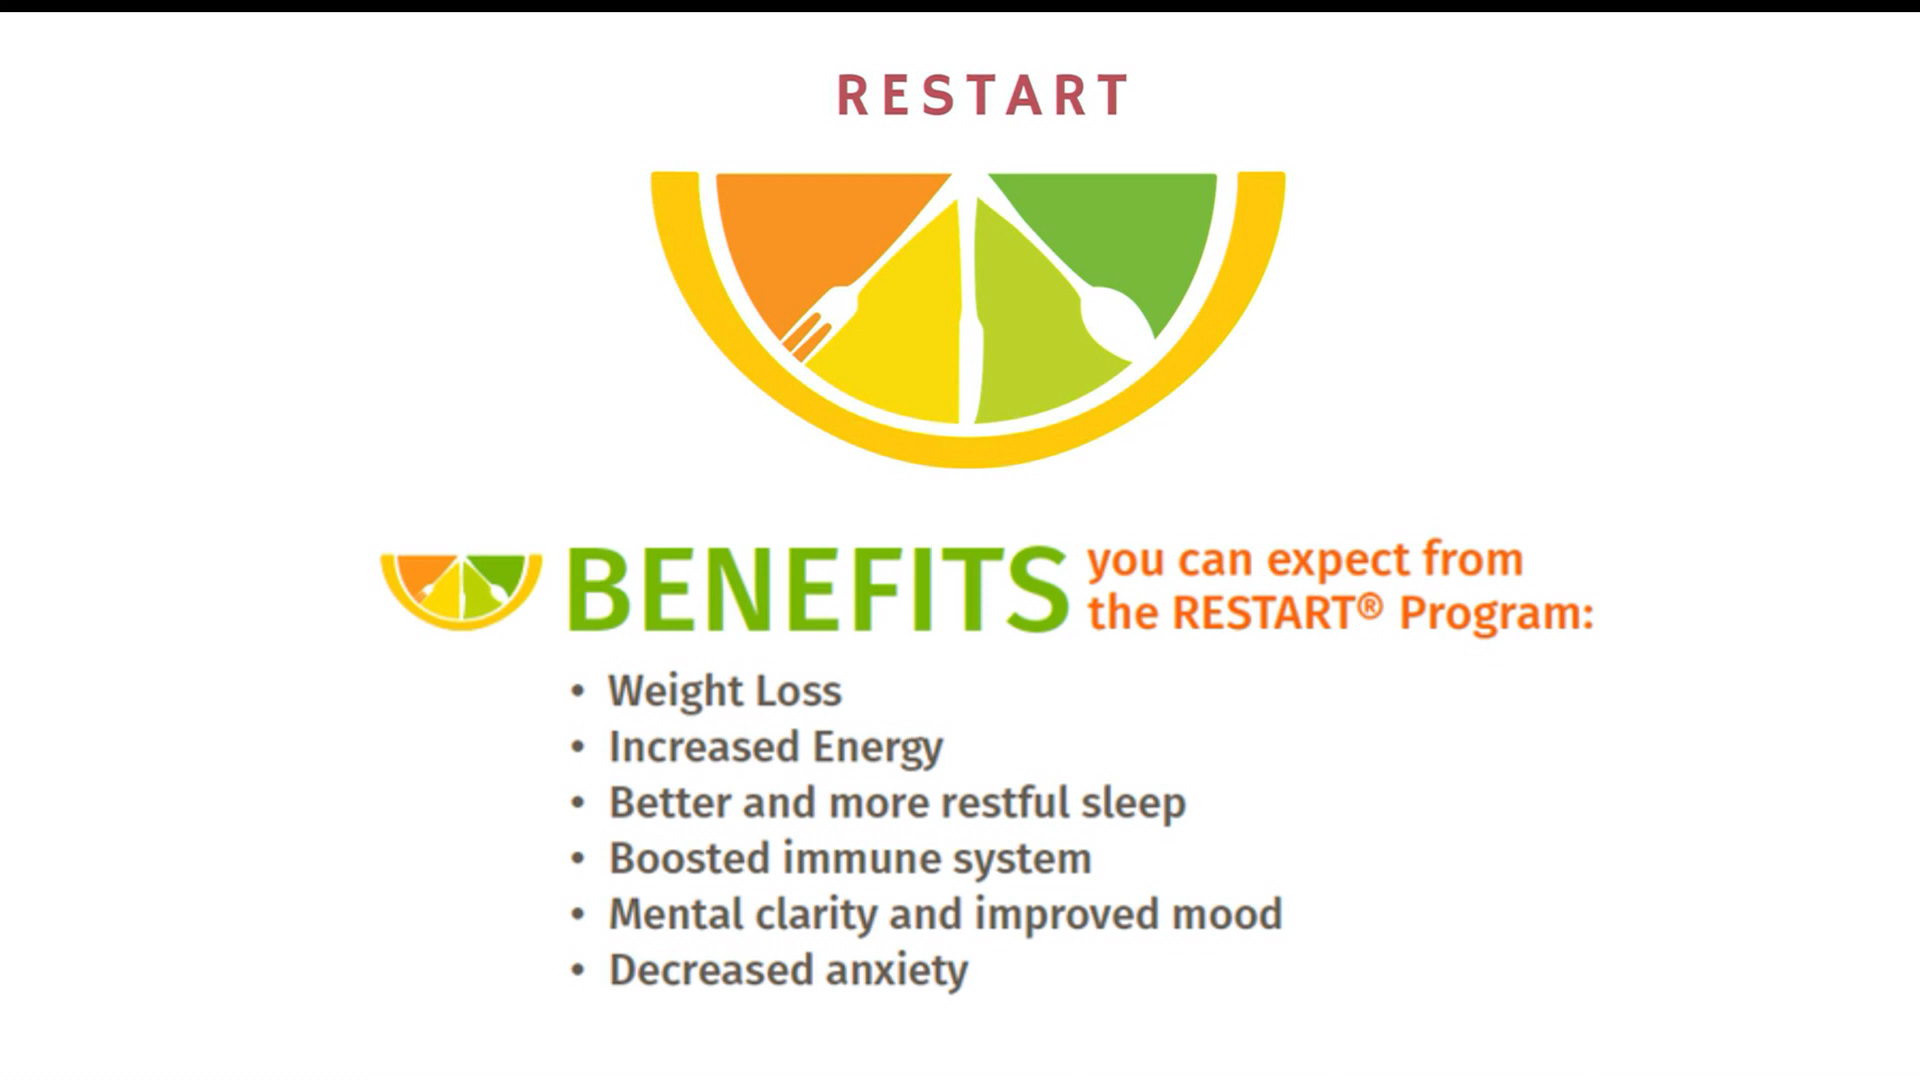 RESTART
BENEFITS you can expect from
the RESTART® Program:
• Weight Loss
• Increased Energy
• Better and more restful sleep
• Boosted immune system
• Mental clarity and improved mood
• Decreased anxiety